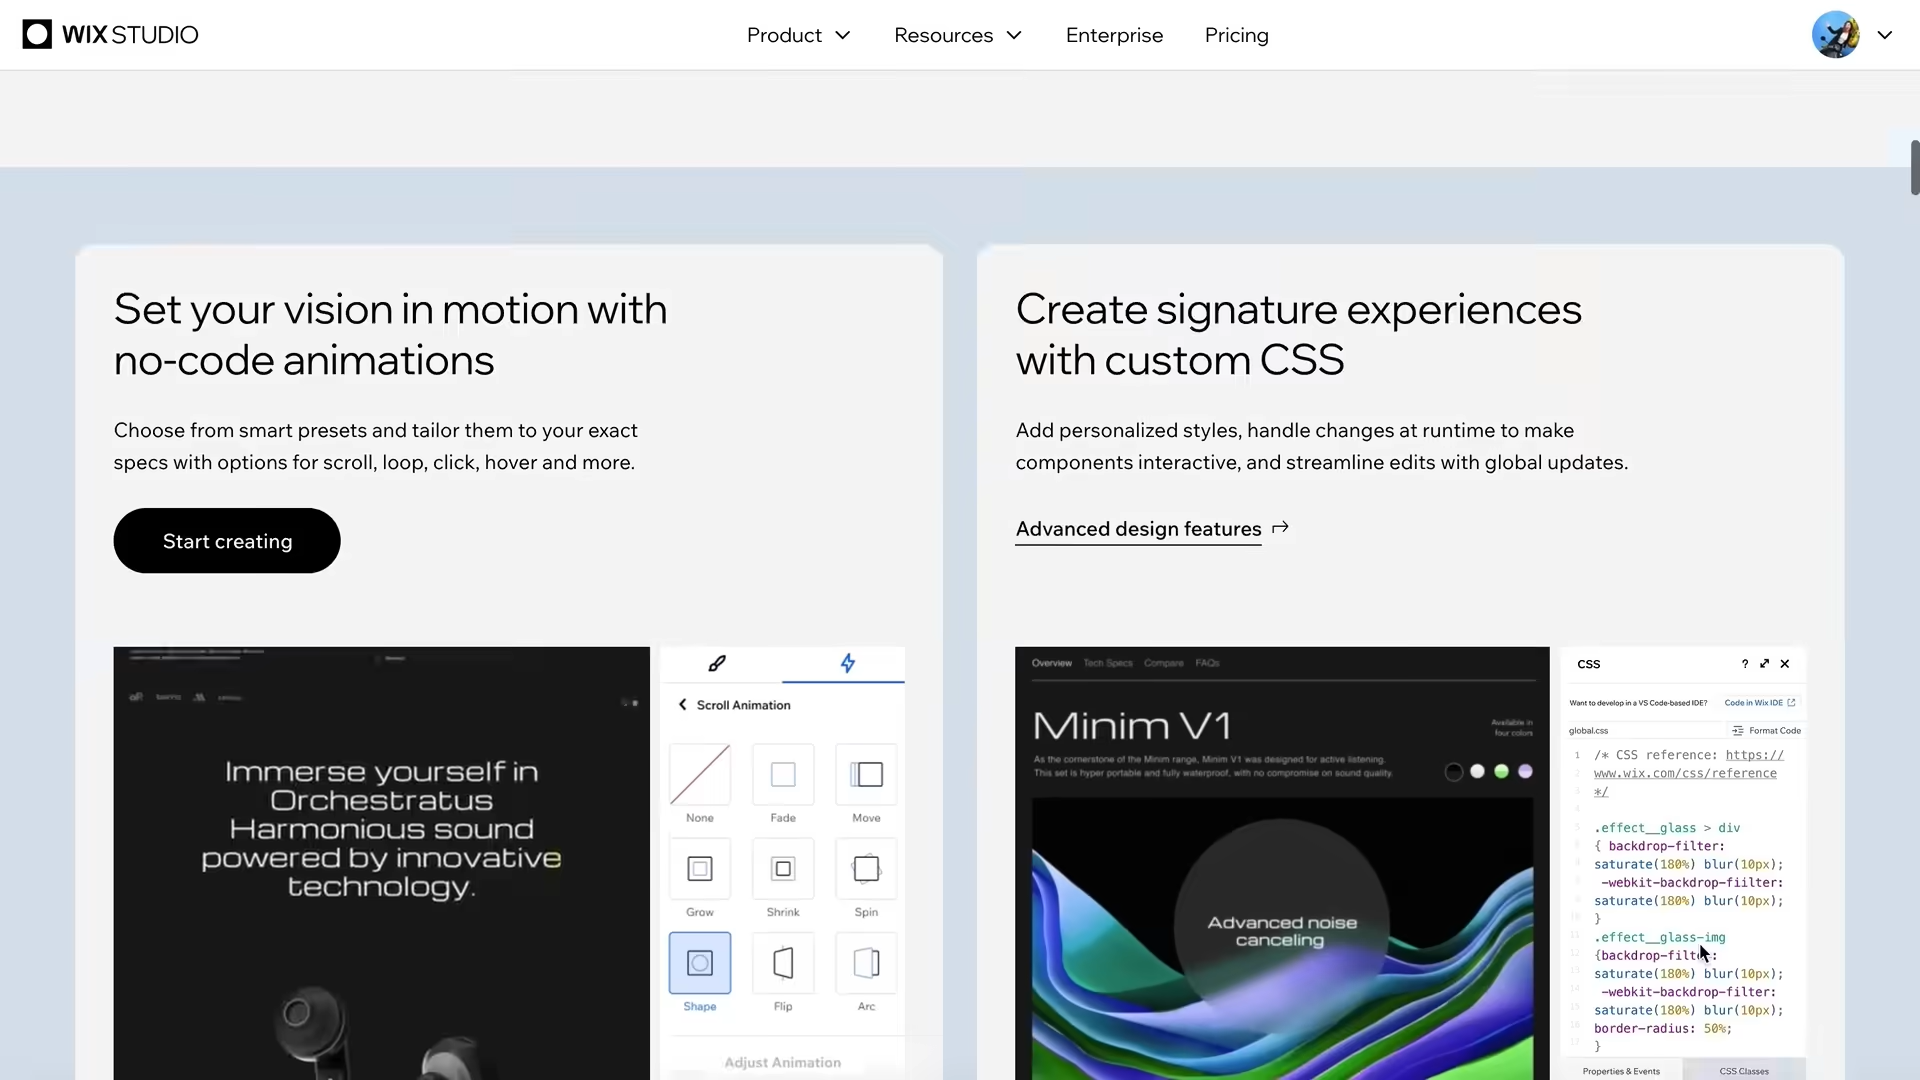 WIX STUDIO
Product
Resources
Enterprise
Pricing
Set your vision in motion with
no-code animations
Choose from smart presets and tailor them to your exact
specs with options for scroll, loop, click, hover and more.
Start creating
Immerse yourself in
Orchestratus
Harmonious sound
powered by innovative
technology.
Scroll Animation
None
Fade
Move
Grow
Shrink
Spin
Shape
Flip
Arc
Adjust Animation
Create signature experiences
with custom CSS
Add personalized styles, handle changes at runtime to make
components interactive, and streamline edits with global updates.
Advanced design features
Overview Tech Specs Compare FAQs
Minim V1
Available in
four colors
As the cornerstone of the Minim range, Minim V1 was designed for active listening.
This set is hyper portable and fully waterproof, with no compromise on sound quality.
Advanced noise
canceling
CSS
?
Want to develop in a VS Code-based IDE? Code in Wix IDE
global.css
Format Code
1 /* CSS reference: https://
www.wix.com/css/reference
*/
.effect__glass > div
{ backdrop-filter:
saturate(180%) blur(10px);
-webkit-backdrop-fiilter:
saturate(180%) blur(10px);
}
.effect__glass-img
{backdrop-filter:
saturate(180%) blur(10px);
-webkit-backdrop-filter:
saturate(180%) blur(10px);
border-radius: 50%;
}
Properties & Events
CSS Classes